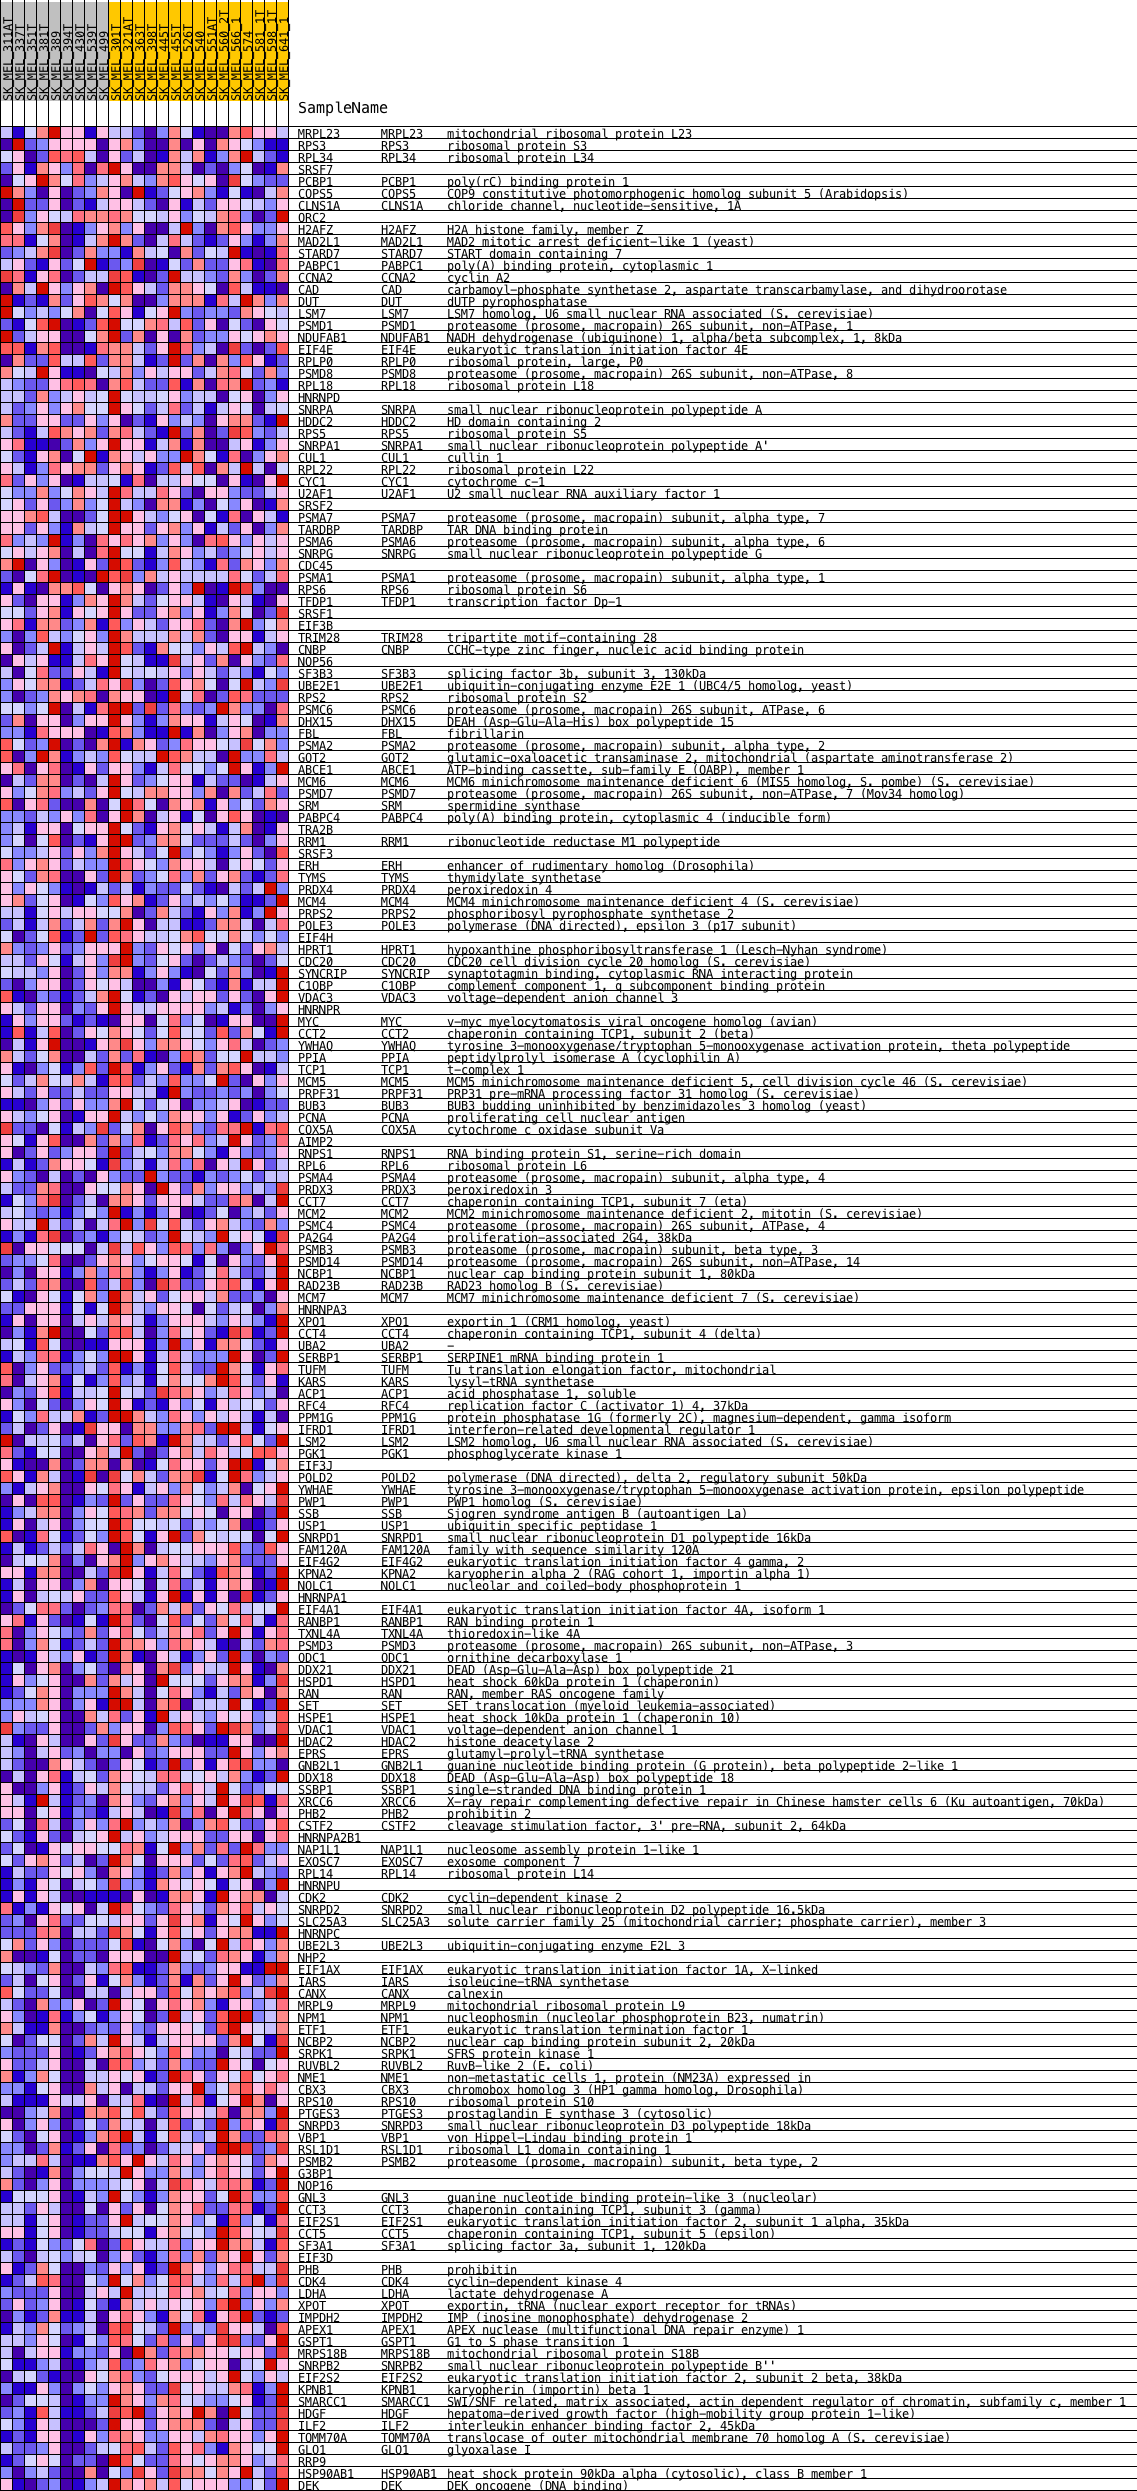 SK_MEL_311AT
SK_MEL_337T
SK_MEL_351T
SK_MEL_381T
SK_MEL_389
SK_MEL_394T
SK_MEL_430T
SK_MEL_539T
SK_MEL_499
SK_MEL_301T
SK_MEL_321AT
SK_MEL_363T
SK_MEL_398T
SK_MEL_445T
SK_MEL_455T
SK_MEL_526T
SK_MEL_540
SK_MEL_551AT
SK_MEL_560_2T
SK_MEL_566_1
SK_MEL_574
SK_MEL_581_1T
SK_MEL_598_1T
SK_MEL_641_1
SampleName
MRPL23 MRPL23 mitochondrial ribosomal protein L23
RPS3 RPS3 ribosomal protein S3
RPL34 RPL34 ribosomal protein L34
SRSF7
PCBP1 PCBP1 poly(rC) binding protein 1
COPS5 COPS5 COP9 constitutive photomorphogenic homolog subunit 5 (Arabidopsis)
CLNS1A CLNS1A chloride channel, nucleotide-sensitive, 1A
ORC2
H2AFZ H2AFZ H2A histone family, member Z
MAD2L1 MAD2L1 MAD2 mitotic arrest deficient-like 1 (yeast)
STARD7 STARD7 START domain containing 7
PABPC1 PABPC1 poly(A) binding protein, cytoplasmic 1
CCNA2 CCNA2 cyclin A2
CAD CAD carbamoyl-phosphate synthetase 2, aspartate transcarbamylase, and dihydroorotase
DUT DUT dUTP pyrophosphatase
LSM7 LSM7 LSM7 homolog, U6 small nuclear RNA associated (S. cerevisiae)
PSMD1 PSMD1 proteasome (prosome, macropain) 26S subunit, non-ATPase, 1
NDUFAB1 NDUFAB1 NADH dehydrogenase (ubiquinone) 1, alpha/beta subcomplex, 1, 8kDa
EIF4E EIF4E eukaryotic translation initiation factor 4E
RPLP0 RPLP0 ribosomal protein, large, P0
PSMD8 PSMD8 proteasome (prosome, macropain) 26S subunit, non-ATPase, 8
RPL18 RPL18 ribosomal protein L18
HNRNPD
SNRPA SNRPA small nuclear ribonucleoprotein polypeptide A
HDDC2 HDDC2 HD domain containing 2
RPS5 RPS5 ribosomal protein S5
SNRPA1 SNRPA1 small nuclear ribonucleoprotein polypeptide A'
CUL1 CUL1 cullin 1
RPL22 RPL22 ribosomal protein L22
CYC1 CYC1 cytochrome c-1
U2AF1 U2AF1 U2 small nuclear RNA auxiliary factor 1
SRSF2
PSMA7 PSMA7 proteasome (prosome, macropain) subunit, alpha type, 7
TARDBP TARDBP TAR DNA binding protein
PSMA6 PSMA6 proteasome (prosome, macropain) subunit, alpha type, 6
SNRPG SNRPG small nuclear ribonucleoprotein polypeptide G
CDC45
PSMA1 PSMA1 proteasome (prosome, macropain) subunit, alpha type, 1
RPS6 RPS6 ribosomal protein S6
TFDP1 TFDP1 transcription factor Dp-1
SRSF1
EIF3B
TRIM28 TRIM28 tripartite motif-containing 28
CNBP CNBP CCHC-type zinc finger, nucleic acid binding protein
NOP56
SF3B3 SF3B3 splicing factor 3b, subunit 3, 130kDa
UBE2E1 UBE2E1 ubiquitin-conjugating enzyme E2E 1 (UBC4/5 homolog, yeast)
RPS2 RPS2 ribosomal protein S2
PSMC6 PSMC6 proteasome (prosome, macropain) 26S subunit, ATPase, 6
DHX15 DHX15 DEAH (Asp-Glu-Ala-His) box polypeptide 15
FBL FBL fibrillarin
PSMA2 PSMA2 proteasome (prosome, macropain) subunit, alpha type, 2
GOT2 GOT2 glutamic-oxaloacetic transaminase 2, mitochondrial (aspartate aminotransferase 2)
ABCE1 ABCE1 ATP-binding cassette, sub-family E (OABP), member 1
MCM6 MCM6 MCM6 minichromosome maintenance deficient 6 (MIS5 homolog, S. pombe) (S. cerevisiae)
PSMD7 PSMD7 proteasome (prosome, macropain) 26S subunit, non-ATPase, 7 (Mov34 homolog)
SRM SRM spermidine synthase
PABPC4 PABPC4 poly(A) binding protein, cytoplasmic 4 (inducible form)
TRA2B
RRM1 RRM1 ribonucleotide reductase M1 polypeptide
SRSF3
ERH ERH enhancer of rudimentary homolog (Drosophila)
TYMS TYMS thymidylate synthetase
PRDX4 PRDX4 peroxiredoxin 4
MCM4 MCM4 MCM4 minichromosome maintenance deficient 4 (S. cerevisiae)
PRPS2 PRPS2 phosphoribosyl pyrophosphate synthetase 2
POLE3 POLE3 polymerase (DNA directed), epsilon 3 (p17 subunit)
EIF4H
HPRT1 HPRT1 hypoxanthine phosphoribosyltransferase 1 (Lesch-Nyhan syndrome)
CDC20 CDC20 CDC20 cell division cycle 20 homolog (S. cerevisiae)
SYNCRIP SYNCRIP synaptotagmin binding, cytoplasmic RNA interacting protein
C1QBP C1QBP complement component 1, q subcomponent binding protein
VDAC3 VDAC3 voltage-dependent anion channel 3
HNRNPR
MYC MYC v-myc myelocytomatosis viral oncogene homolog (avian)
CCT2 CCT2 chaperonin containing TCP1, subunit 2 (beta)
YWHAQ YWHAQ tyrosine 3-monooxygenase/tryptophan 5-monooxygenase activation protein, theta polypeptide
PPIA PPIA peptidylprolyl isomerase A (cyclophilin A)
TCP1 TCP1 t-complex 1
MCM5 MCM5 MCM5 minichromosome maintenance deficient 5, cell division cycle 46 (S. cerevisiae)
PRPF31 PRPF31 PRP31 pre-mRNA processing factor 31 homolog (S. cerevisiae)
BUB3 BUB3 BUB3 budding uninhibited by benzimidazoles 3 homolog (yeast)
PCNA PCNA proliferating cell nuclear antigen
COX5A COX5A cytochrome c oxidase subunit Va
AIMP2
RNPS1 RNPS1 RNA binding protein S1, serine-rich domain
RPL6 RPL6 ribosomal protein L6
PSMA4 PSMA4 proteasome (prosome, macropain) subunit, alpha type, 4
PRDX3 PRDX3 peroxiredoxin 3
CCT7 CCT7 chaperonin containing TCP1, subunit 7 (eta)
MCM2 MCM2 MCM2 minichromosome maintenance deficient 2, mitotin (S. cerevisiae)
PSMC4 PSMC4 proteasome (prosome, macropain) 26S subunit, ATPase, 4
PA2G4 PA2G4 proliferation-associated 2G4, 38kDa
PSMB3 PSMB3 proteasome (prosome, macropain) subunit, beta type, 3
PSMD14 PSMD14 proteasome (prosome, macropain) 26S subunit, non-ATPase, 14
NCBP1 NCBP1 nuclear cap binding protein subunit 1, 80kDa
RAD23B RAD23B RAD23 homolog B (S. cerevisiae)
MCM7 MCM7 MCM7 minichromosome maintenance deficient 7 (S. cerevisiae)
HNRNPA3
XPO1 XPO1 exportin 1 (CRM1 homolog, yeast)
CCT4 CCT4 chaperonin containing TCP1, subunit 4 (delta)
UBA2 UBA2 -
SERBP1 SERBP1 SERPINE1 mRNA binding protein 1
TUFM TUFM Tu translation elongation factor, mitochondrial
KARS KARS lysyl-tRNA synthetase
ACP1 ACP1 acid phosphatase 1, soluble
RFC4 RFC4 replication factor C (activator 1) 4, 37kDa
PPM1G PPM1G protein phosphatase 1G (formerly 2C), magnesium-dependent, gamma isoform
IFRD1 IFRD1 interferon-related developmental regulator 1
LSM2 LSM2 LSM2 homolog, U6 small nuclear RNA associated (S. cerevisiae)
PGK1 PGK1 phosphoglycerate kinase 1
EIF3J
POLD2 POLD2 polymerase (DNA directed), delta 2, regulatory subunit 50kDa
YWHAE YWHAE tyrosine 3-monooxygenase/tryptophan 5-monooxygenase activation protein, epsilon polypeptide
PWP1 PWP1 PWP1 homolog (S. cerevisiae)
SSB SSB Sjogren syndrome antigen B (autoantigen La)
USP1 USP1 ubiquitin specific peptidase 1
SNRPD1 SNRPD1 small nuclear ribonucleoprotein D1 polypeptide 16kDa
FAM120A FAM120A family with sequence similarity 120A
EIF4G2 EIF4G2 eukaryotic translation initiation factor 4 gamma, 2
KPNA2 KPNA2 karyopherin alpha 2 (RAG cohort 1, importin alpha 1)
NOLC1 NOLC1 nucleolar and coiled-body phosphoprotein 1
HNRNPA1
EIF4A1 EIF4A1 eukaryotic translation initiation factor 4A, isoform 1
RANBP1 RANBP1 RAN binding protein 1
TXNL4A TXNL4A thioredoxin-like 4A
PSMD3 PSMD3 proteasome (prosome, macropain) 26S subunit, non-ATPase, 3
ODC1 ODC1 ornithine decarboxylase 1
DDX21 DDX21 DEAD (Asp-Glu-Ala-Asp) box polypeptide 21
HSPD1 HSPD1 heat shock 60kDa protein 1 (chaperonin)
RAN RAN RAN, member RAS oncogene family
SET SET SET translocation (myeloid leukemia-associated)
HSPE1 HSPE1 heat shock 10kDa protein 1 (chaperonin 10)
VDAC1 VDAC1 voltage-dependent anion channel 1
HDAC2 HDAC2 histone deacetylase 2
EPRS EPRS glutamyl-prolyl-tRNA synthetase
GNB2L1 GNB2L1 guanine nucleotide binding protein (G protein), beta polypeptide 2-like 1
DDX18 DDX18 DEAD (Asp-Glu-Ala-Asp) box polypeptide 18
SSBP1 SSBP1 single-stranded DNA binding protein 1
XRCC6 XRCC6 X-ray repair complementing defective repair in Chinese hamster cells 6 (Ku autoantigen, 70kDa)
PHB2 PHB2 prohibitin 2
CSTF2 CSTF2 cleavage stimulation factor, 3' pre-RNA, subunit 2, 64kDa
HNRNPA2B1
NAP1L1 NAP1L1 nucleosome assembly protein 1-like 1
EXOSC7 EXOSC7 exosome component 7
RPL14 RPL14 ribosomal protein L14
HNRNPU
CDK2 CDK2 cyclin-dependent kinase 2
SNRPD2 SNRPD2 small nuclear ribonucleoprotein D2 polypeptide 16.5kDa
SLC25A3 SLC25A3 solute carrier family 25 (mitochondrial carrier; phosphate carrier), member 3
HNRNPC
UBE2L3 UBE2L3 ubiquitin-conjugating enzyme E2L 3
NHP2
EIF1AX EIF1AX eukaryotic translation initiation factor 1A, X-linked
IARS IARS isoleucine-tRNA synthetase
CANX CANX calnexin
MRPL9 MRPL9 mitochondrial ribosomal protein L9
NPM1 NPM1 nucleophosmin (nucleolar phosphoprotein B23, numatrin)
ETF1 ETF1 eukaryotic translation termination factor 1
NCBP2 NCBP2 nuclear cap binding protein subunit 2, 20kDa
SRPK1 SRPK1 SFRS protein kinase 1
RUVBL2 RUVBL2 RuvB-like 2 (E. coli)
NME1 NME1 non-metastatic cells 1, protein (NM23A) expressed in
CBX3 CBX3 chromobox homolog 3 (HP1 gamma homolog, Drosophila)
RPS10 RPS10 ribosomal protein S10
PTGES3 PTGES3 prostaglandin E synthase 3 (cytosolic)
SNRPD3 SNRPD3 small nuclear ribonucleoprotein D3 polypeptide 18kDa
VBP1 VBP1 von Hippel-Lindau binding protein 1
RSL1D1 RSL1D1 ribosomal L1 domain containing 1
PSMB2 PSMB2 proteasome (prosome, macropain) subunit, beta type, 2
G3BP1
NOP16
GNL3 GNL3 guanine nucleotide binding protein-like 3 (nucleolar)
CCT3 CCT3 chaperonin containing TCP1, subunit 3 (gamma)
EIF2S1 EIF2S1 eukaryotic translation initiation factor 2, subunit 1 alpha, 35kDa
CCT5 CCT5 chaperonin containing TCP1, subunit 5 (epsilon)
SF3A1 SF3A1 splicing factor 3a, subunit 1, 120kDa
EIF3D
PHB PHB prohibitin
CDK4 CDK4 cyclin-dependent kinase 4
LDHA LDHA lactate dehydrogenase A
XPOT XPOT exportin, tRNA (nuclear export receptor for tRNAs)
IMPDH2 IMPDH2 IMP (inosine monophosphate) dehydrogenase 2
APEX1 APEX1 APEX nuclease (multifunctional DNA repair enzyme) 1
GSPT1 GSPT1 G1 to S phase transition 1
MRPS18B MRPS18B mitochondrial ribosomal protein S18B
SNRPB2 SNRPB2 small nuclear ribonucleoprotein polypeptide B''
EIF2S2 EIF2S2 eukaryotic translation initiation factor 2, subunit 2 beta, 38kDa
KPNB1 KPNB1 karyopherin (importin) beta 1
SMARCC1 SMARCC1 SWI/SNF related, matrix associated, actin dependent regulator of chromatin, subfamily c, member 1
HDGF HDGF hepatoma-derived growth factor (high-mobility group protein 1-like)
ILF2 ILF2 interleukin enhancer binding factor 2, 45kDa
TOMM70A TOMM70A translocase of outer mitochondrial membrane 70 homolog A (S. cerevisiae)
GLO1 GLO1 glyoxalase I
RRP9
HSP90AB1 HSP90AB1 heat shock protein 90kDa alpha (cytosolic), class B member 1
DEK DEK DEK oncogene (DNA binding)